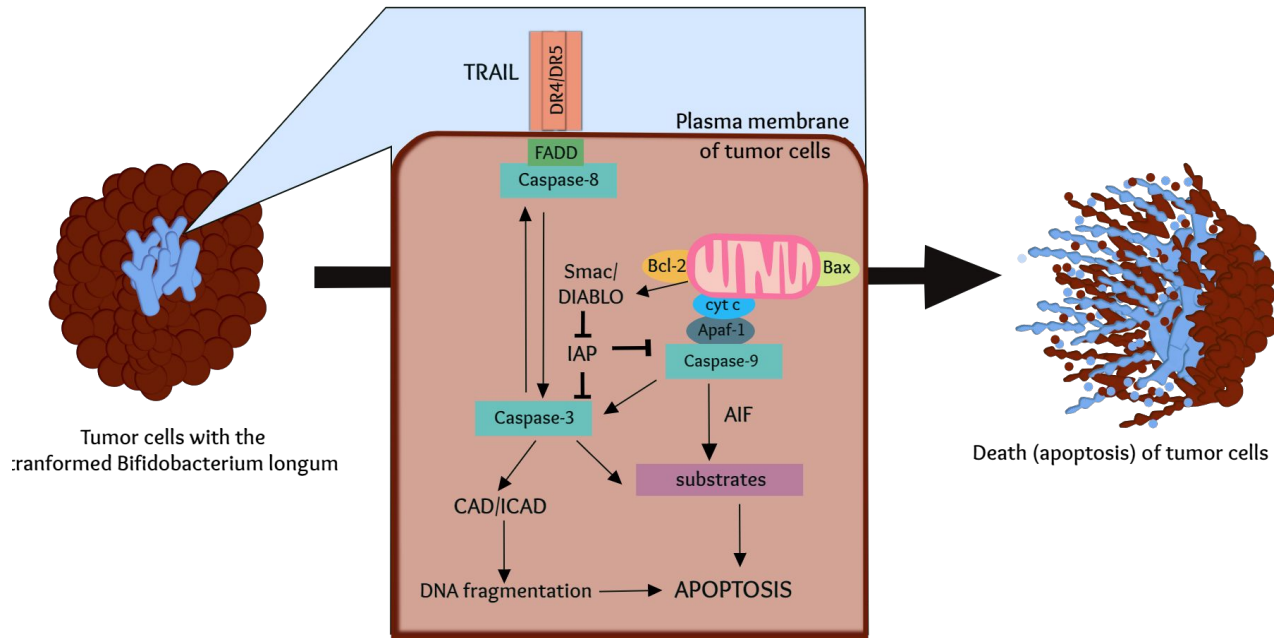 TRAIL
DR4/DR5
Plasma membrane
of tumor cells
FADD
Caspase-8
Smac/
DIABLO
Bcl-2
Bax
cyt c
Apaf-1
IAP
Caspase-9
Caspase-3
AIF
substrates
CAD/ICAD
DNA fragmentation
APOPTOSIS
Tumor cells with the
tranformed Bifidobacterium longum
Death (apoptosis) of tumor cells